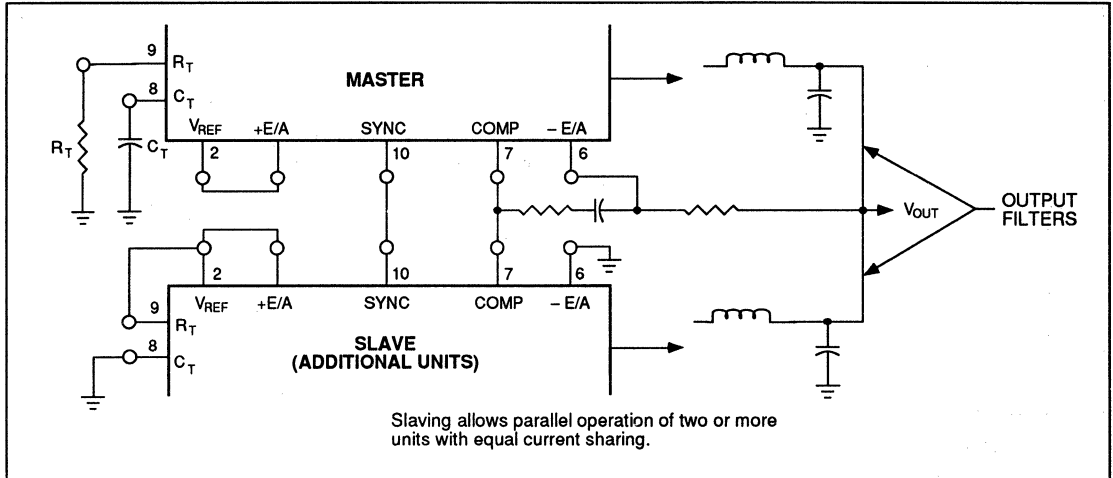 9
R_T
MASTER
8
C_T
V_REF +E/A SYNC COMP – E/A
2 10 7 6
R_T C_T
V_OUT
OUTPUT
FILTERS
2 10 7 6
V_REF +E/A SYNC COMP – E/A
9
R_T
8
C_T
SLAVE
(ADDITIONAL UNITS)
Slaving allows parallel operation of two or more
units with equal current sharing.